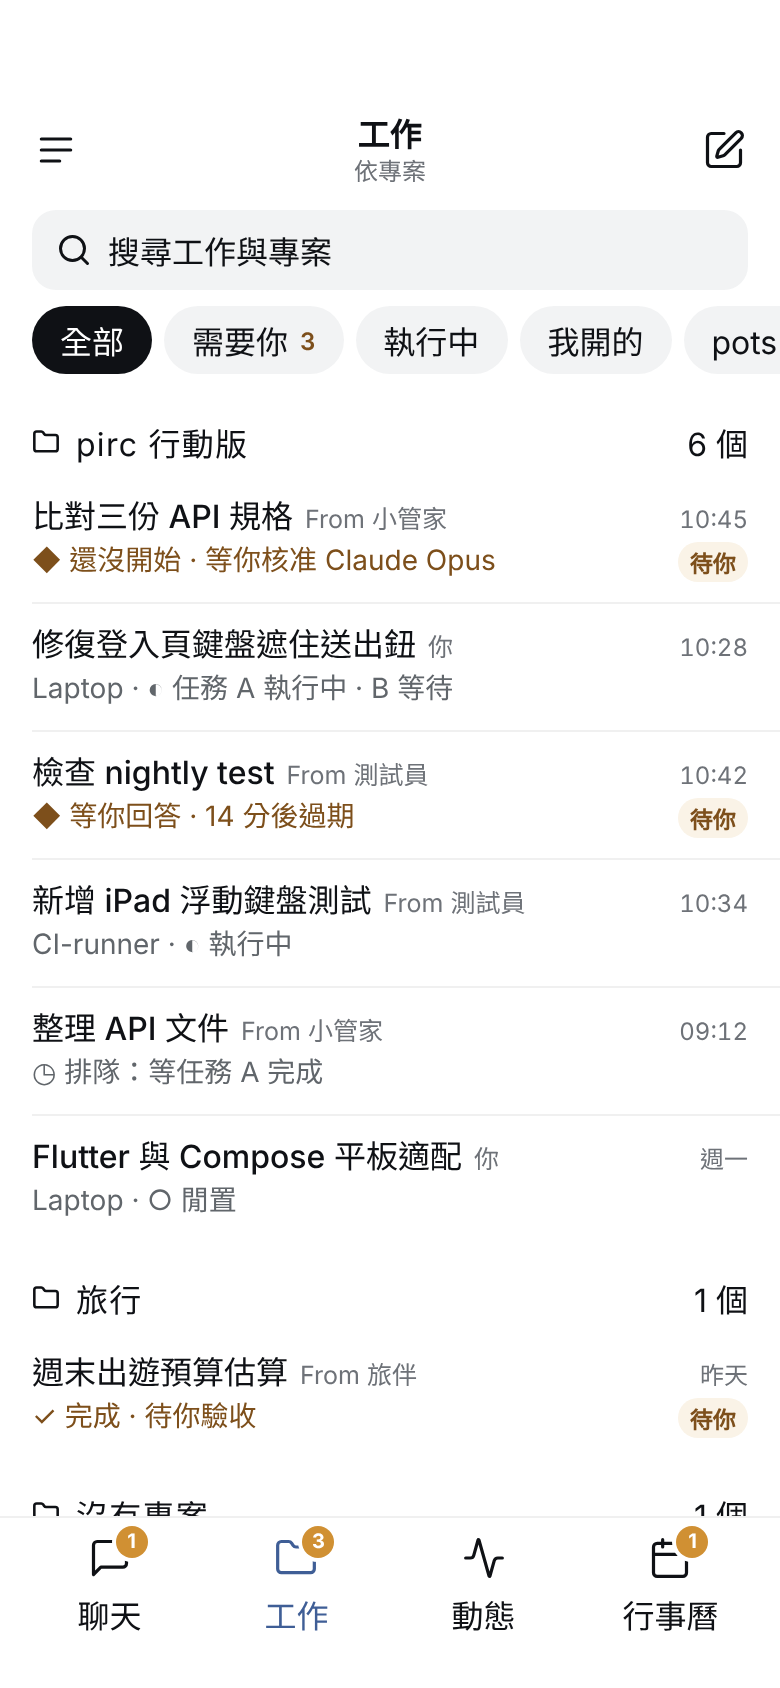 工作
依專案
搜尋工作與專案
全部 需要你 3 執行中 我開的 pots
pirc 行動版 6 個
比對三份 API 規格 From 小管家 10:45
◆ 還沒開始 · 等你核准 Claude Opus 待你
修復登入頁鍵盤遮住送出鈕 你 10:28
Laptop · ◐ 任務 A 執行中 · B 等待
檢查 nightly test From 測試員 10:42
◆ 等你回答 · 14 分後過期 待你
新增 iPad 浮動鍵盤測試 From 測試員 10:34
CI-runner · ◐ 執行中
整理 API 文件 From 小管家 09:12
◷ 排隊：等任務 A 完成
Flutter 與 Compose 平板適配 你 週一
Laptop · ○ 閒置
旅行 1 個
週末出遊預算估算 From 旅伴 昨天
✓ 完成 · 待你驗收 待你
沒有專案 1 個
1 3 1
聊天 工作 動態 行事曆